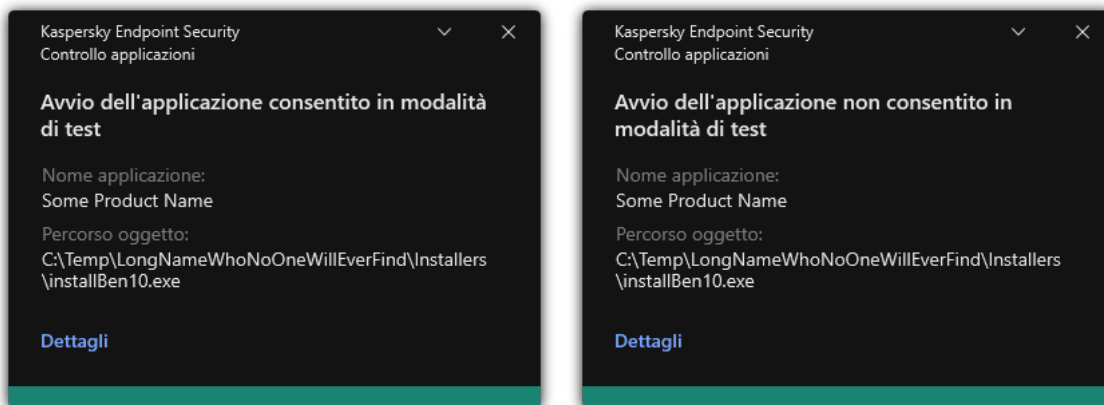 Kaspersky Endpoint Security
Controllo applicazioni
Avvio dell'applicazione consentito in modalità
di test
Nome applicazione:
Some Product Name
Percorso oggetto:
C:\Temp\LongNameWhoNoOneWillEverFind\Installers
\installBen10.exe
Dettagli
Kaspersky Endpoint Security
Controllo applicazioni
Avvio dell'applicazione non consentito in
modalità di test
Nome applicazione:
Some Product Name
Percorso oggetto:
C:\Temp\LongNameWhoNoOneWillEverFind\Installers
\installBen10.exe
Dettagli